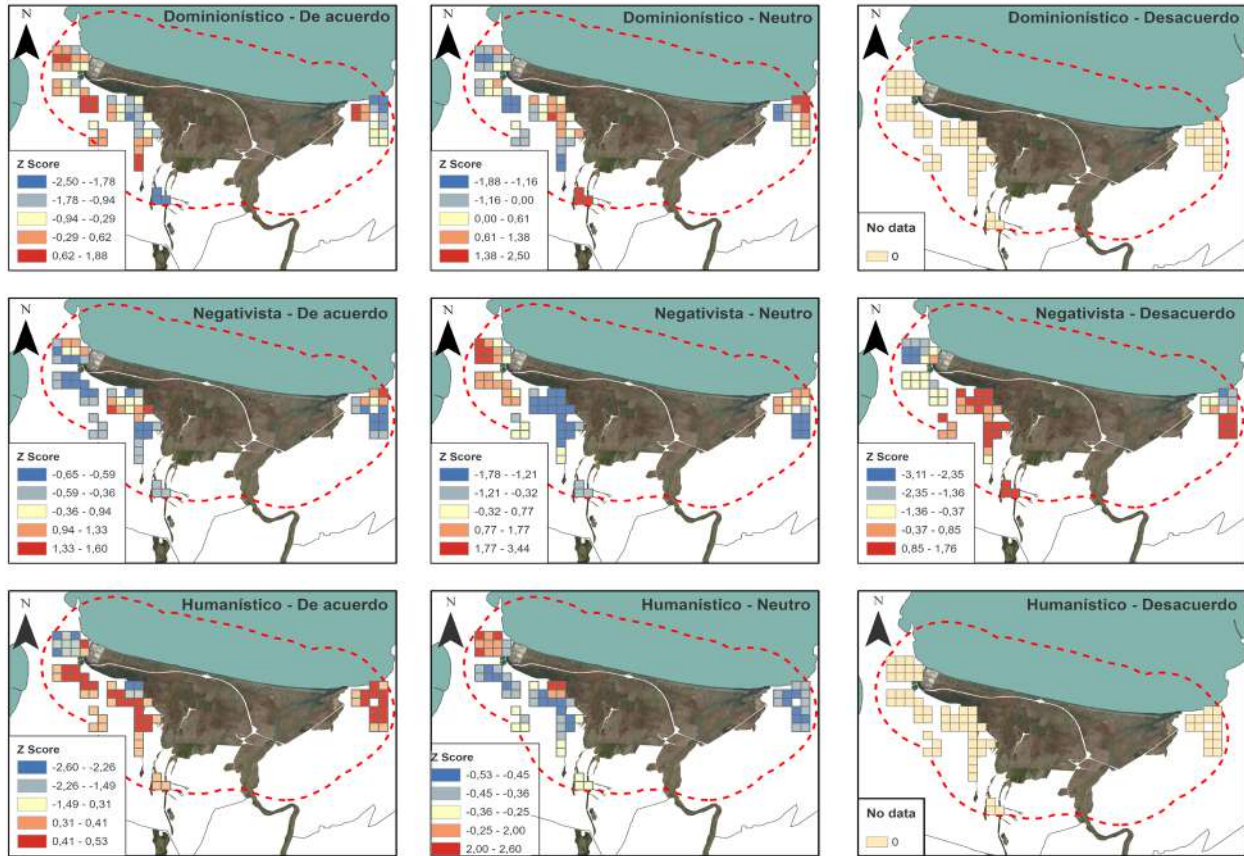 Dominionístico - De acuerdo
N
Z Score
-2,50 - -1,78
-1,78 - -0,94
-0,94 - -0,29
-0,29 - 0,62
0,62 - 1,88
Dominionístico - Neutro
N
Z Score
-1,88 - -1,16
-1,16 - 0,00
0,00 - 0,61
0,61 - 1,38
1,38 - 2,50
Dominionístico - Desacuerdo
N
No data
0
Negativista - De acuerdo
N
Z Score
-0,65 - -0,59
-0,59 - -0,36
-0,36 - 0,94
0,94 - 1,33
1,33 - 1,60
Negativista - Neutro
N
Z Score
-1,78 - -1,21
-1,21 - -0,32
-0,32 - 0,77
0,77 - 1,77
1,77 - 3,44
Negativista - Desacuerdo
N
Z Score
-3,11 - -2,35
-2,35 - -1,36
-1,36 - -0,37
-0,37 - 0,85
0,85 - 1,76
Humanístico - De acuerdo
N
Z Score
-2,60 - -2,26
-2,26 - -1,49
-1,49 - 0,31
0,31 - 0,41
0,41 - 0,53
Humanístico - Neutro
N
Z Score
-0,53 - -0,45
-0,45 - -0,36
-0,36 - -0,25
-0,25 - 2,00
2,00 - 2,60
Humanístico - Desacuerdo
N
No data
0